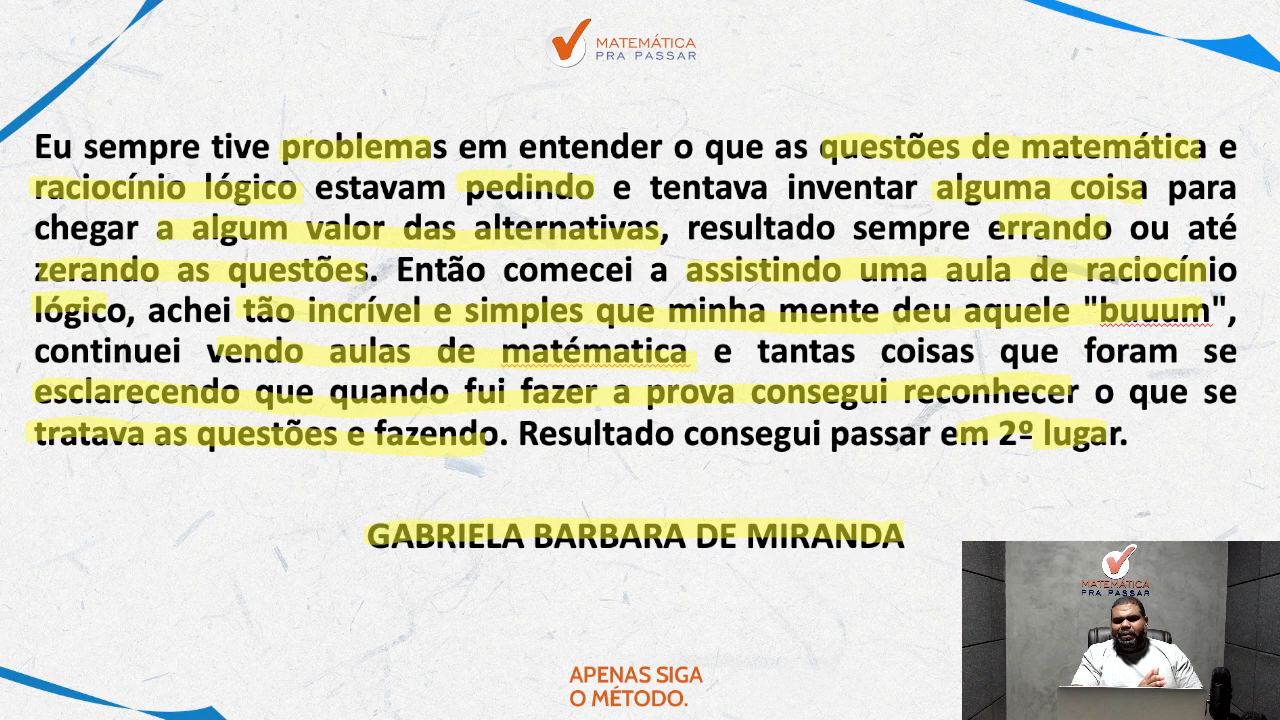 MATEMÁTICA
PRA PASSAR
Eu sempre tive problemas em entender o que as questões de matemática e
raciocínio lógico estavam pedindo e tentava inventar alguma coisa para
chegar a algum valor das alternativas, resultado sempre errando ou até
zerando as questões. Então comecei a assistindo uma aula de raciocínio
lógico, achei tão incrível e simples que minha mente deu aquele "buuum",
continuei vendo aulas de matématica e tantas coisas que foram se
esclarecendo que quando fui fazer a prova consegui reconhecer o que se
tratava as questões e fazendo. Resultado consegui passar em 2º lugar.
GABRIELA BARBARA DE MIRANDA
MATEMÁTICA
PRA PASSAR
APENAS SIGA
O MÉTODO.